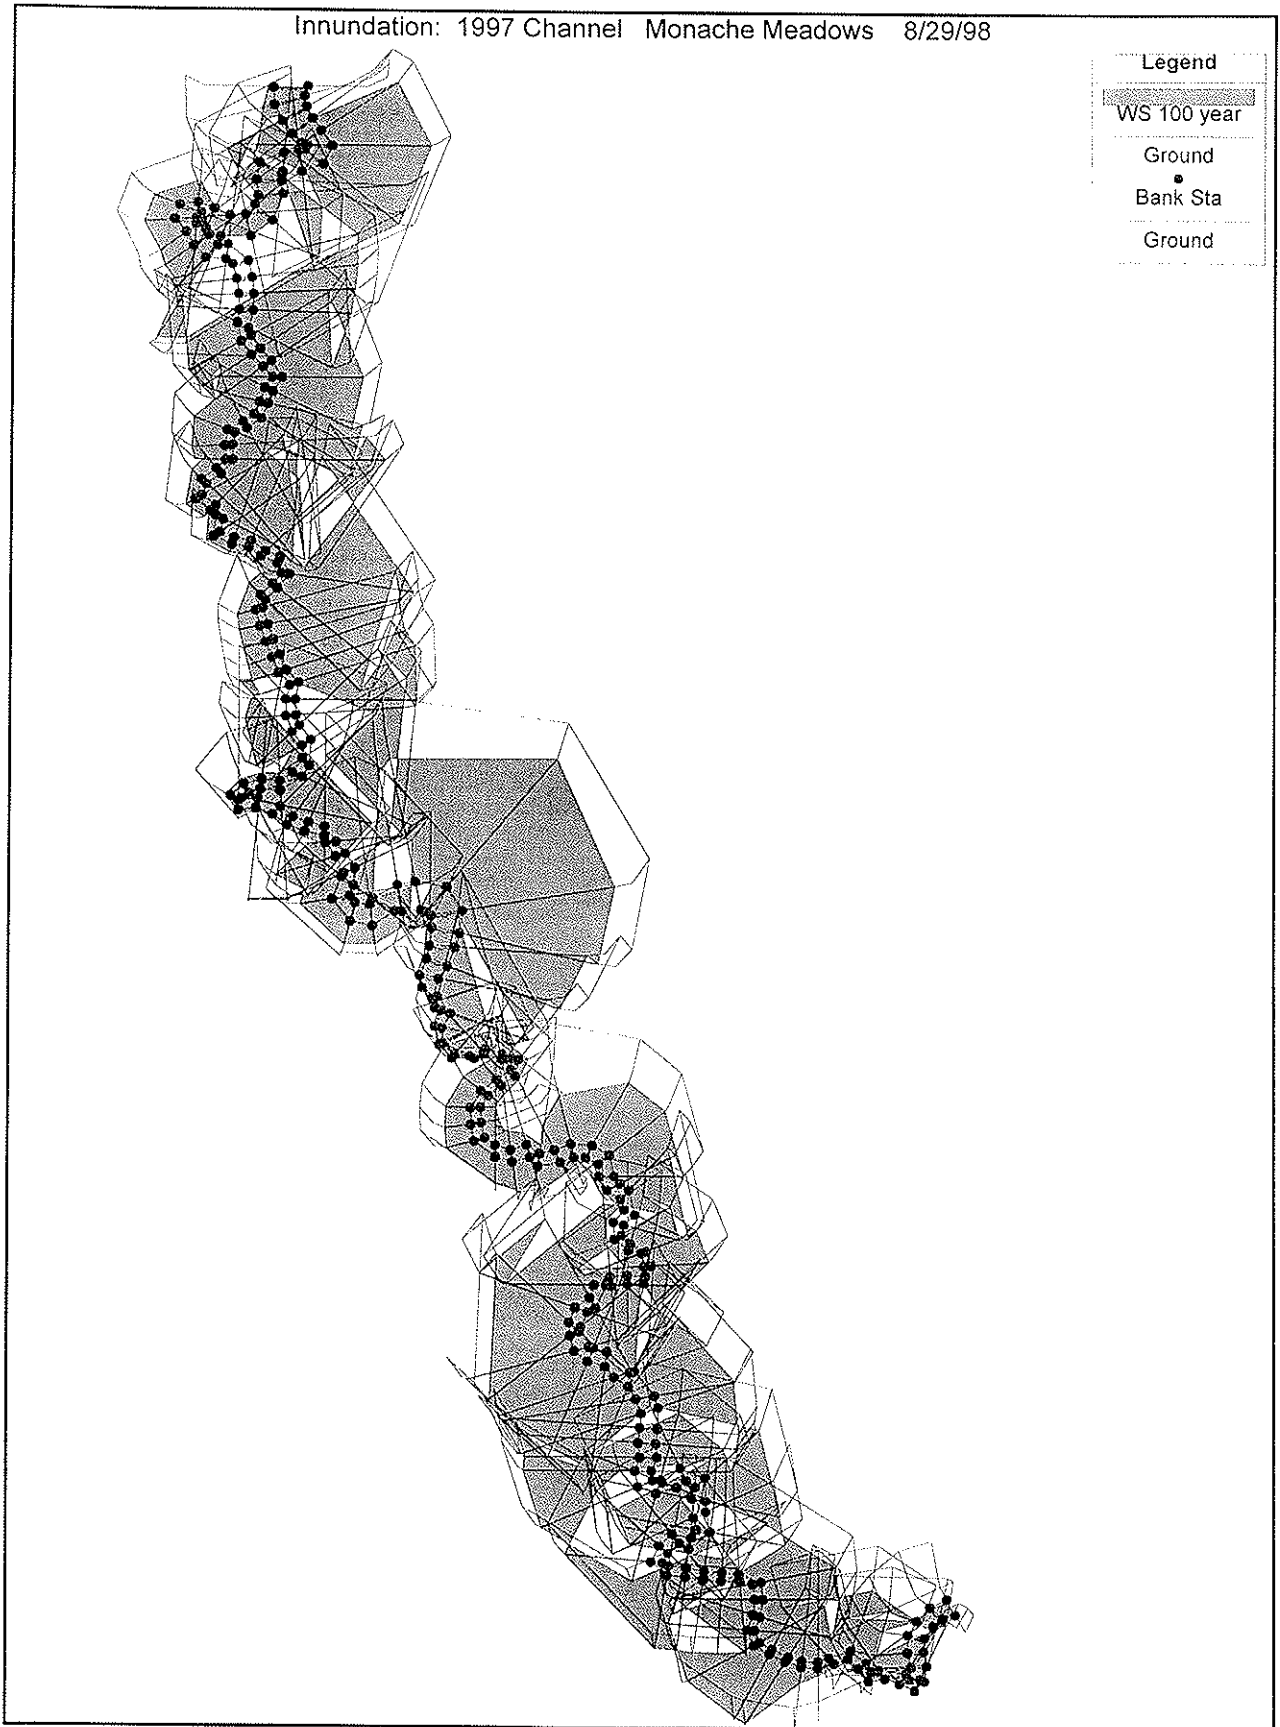 Innundation: 1997 Channel Monache Meadows 8/29/98
Legend
WS 100 year
Ground
Bank Sta
Ground